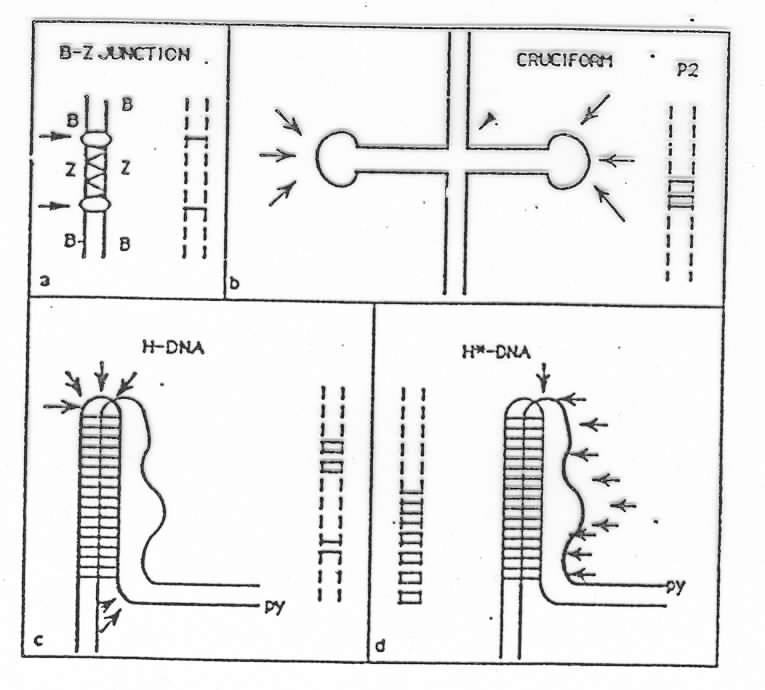 B-Z JUNCTION
B B
Z Z
B- B
a
CRUCIFORM
P2
b
H-DNA
PY
c
H*-DNA
PY
d